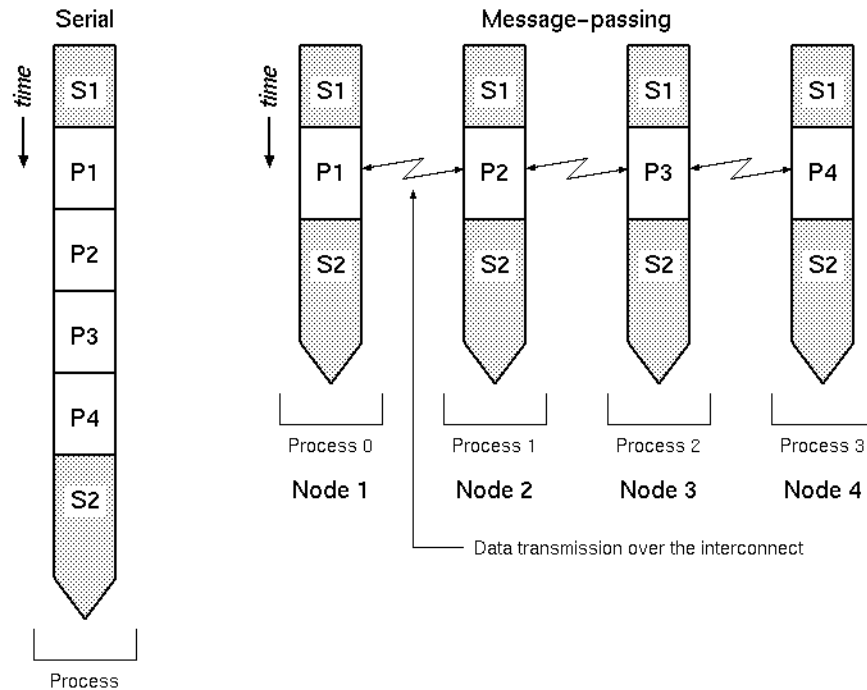 Serial
time
S1
P1
P2
P3
P4
S2
Process
Message-passing
time
S1
S1
S1
S1
P1
P2
P3
P4
S2
S2
S2
S2
Process 0
Process 1
Process 2
Process 3
Node 1
Node 2
Node 3
Node 4
Data transmission over the interconnect